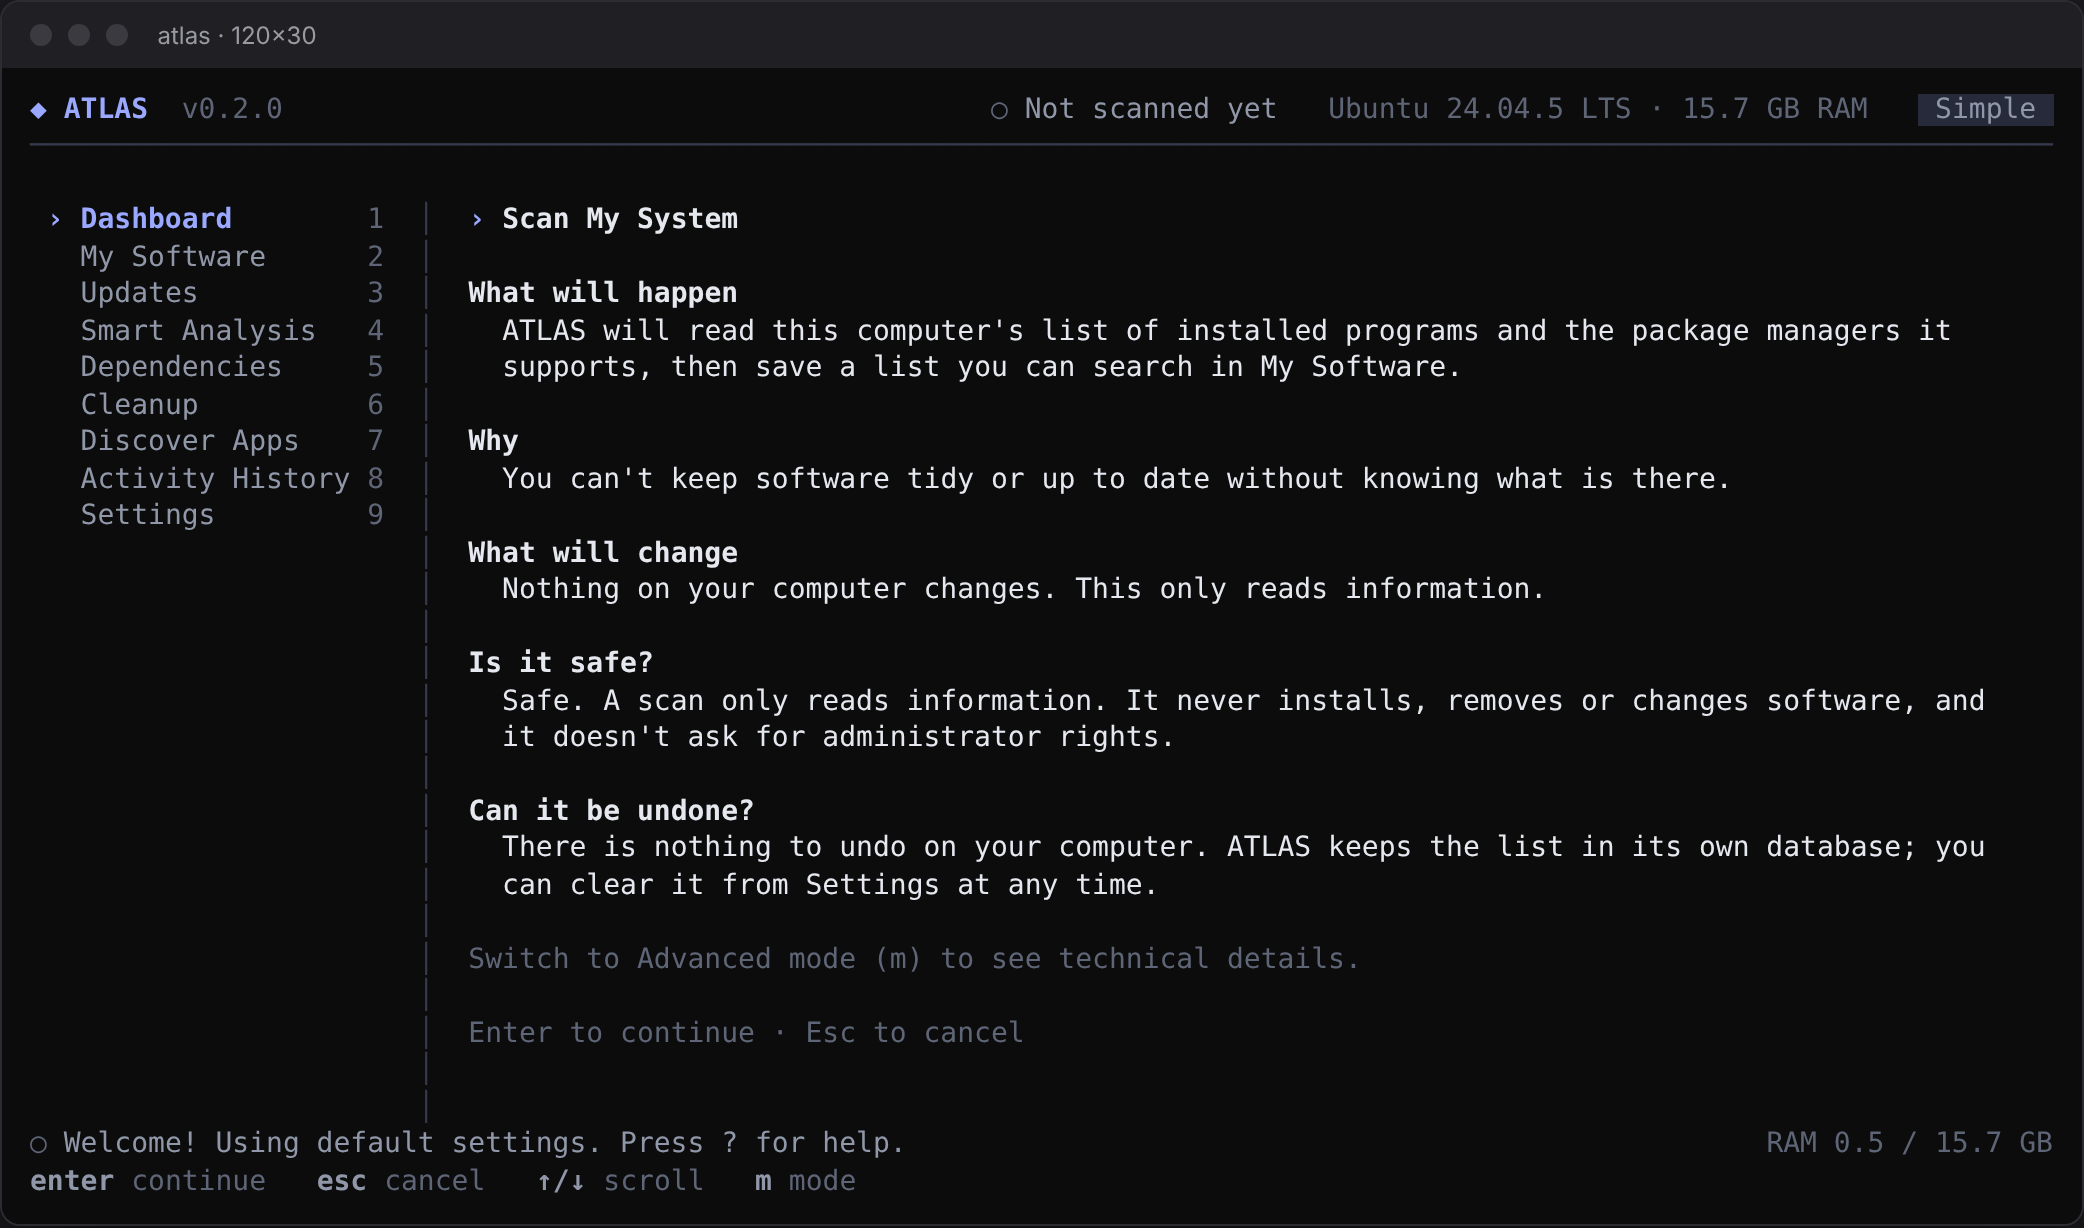 atlas · 120×30
◆ ATLAS v0.2.0 ○ Not scanned yet Ubuntu 24.04.5 LTS · 15.7 GB RAM Simple
› Dashboard 1
My Software 2
Updates 3
Smart Analysis 4
Dependencies 5
Cleanup 6
Discover Apps 7
Activity History 8
Settings 9
› Scan My System
What will happen
ATLAS will read this computer's list of installed programs and the package managers it
supports, then save a list you can search in My Software.
Why
You can't keep software tidy or up to date without knowing what is there.
What will change
Nothing on your computer changes. This only reads information.
Is it safe?
Safe. A scan only reads information. It never installs, removes or changes software, and
it doesn't ask for administrator rights.
Can it be undone?
There is nothing to undo on your computer. ATLAS keeps the list in its own database; you
can clear it from Settings at any time.
Switch to Advanced mode (m) to see technical details.
Enter to continue · Esc to cancel
○ Welcome! Using default settings. Press ? for help. RAM 0.5 / 15.7 GB
enter continue esc cancel ↑/↓ scroll m mode